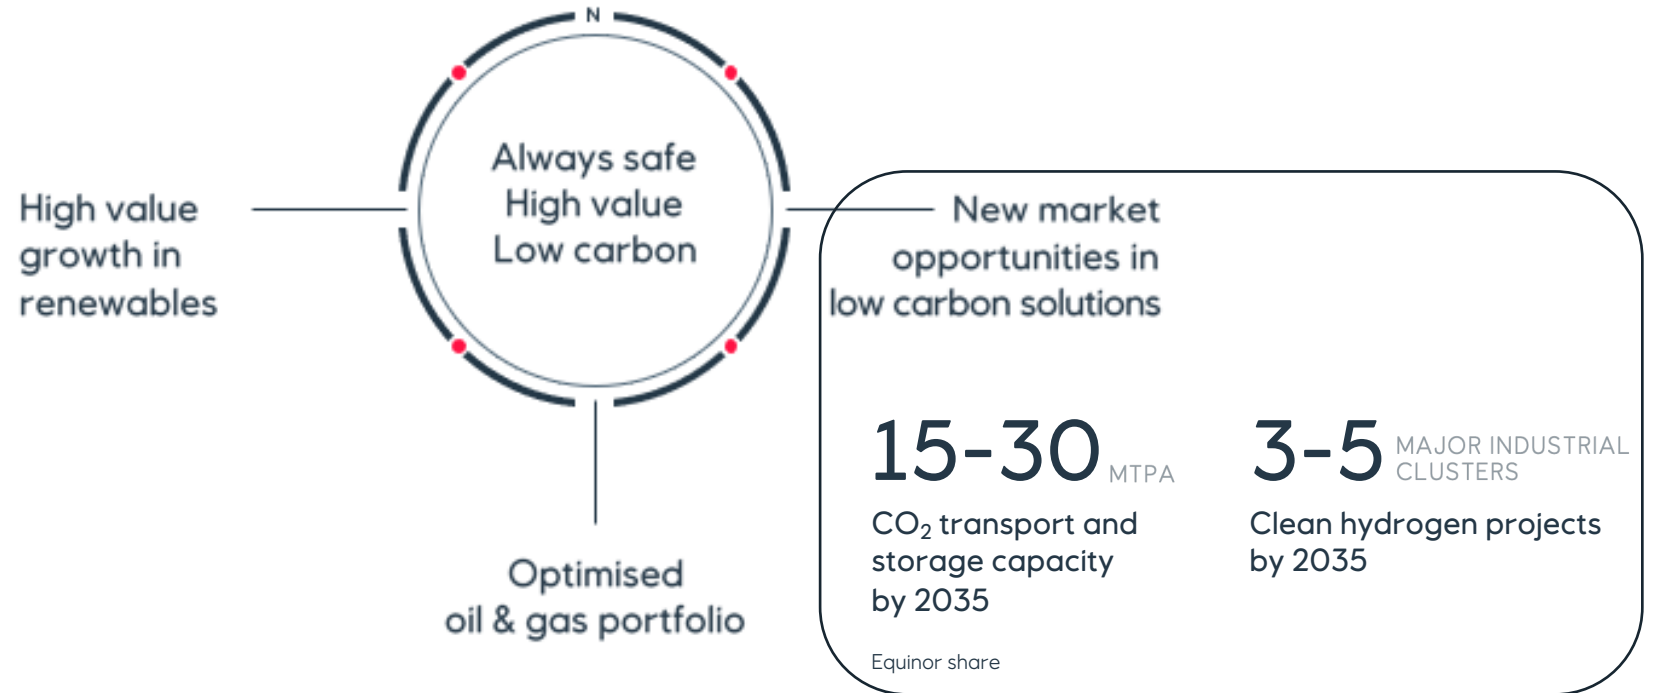 N
Always safe
High value
Low carbon
High value
growth in
renewables
New market
opportunities in
low carbon solutions
Optimised
oil & gas portfolio
15-30 MTPA
CO₂ transport and
storage capacity
by 2035
Equinor share
3-5 MAJOR INDUSTRIAL
CLUSTERS
Clean hydrogen projects
by 2035